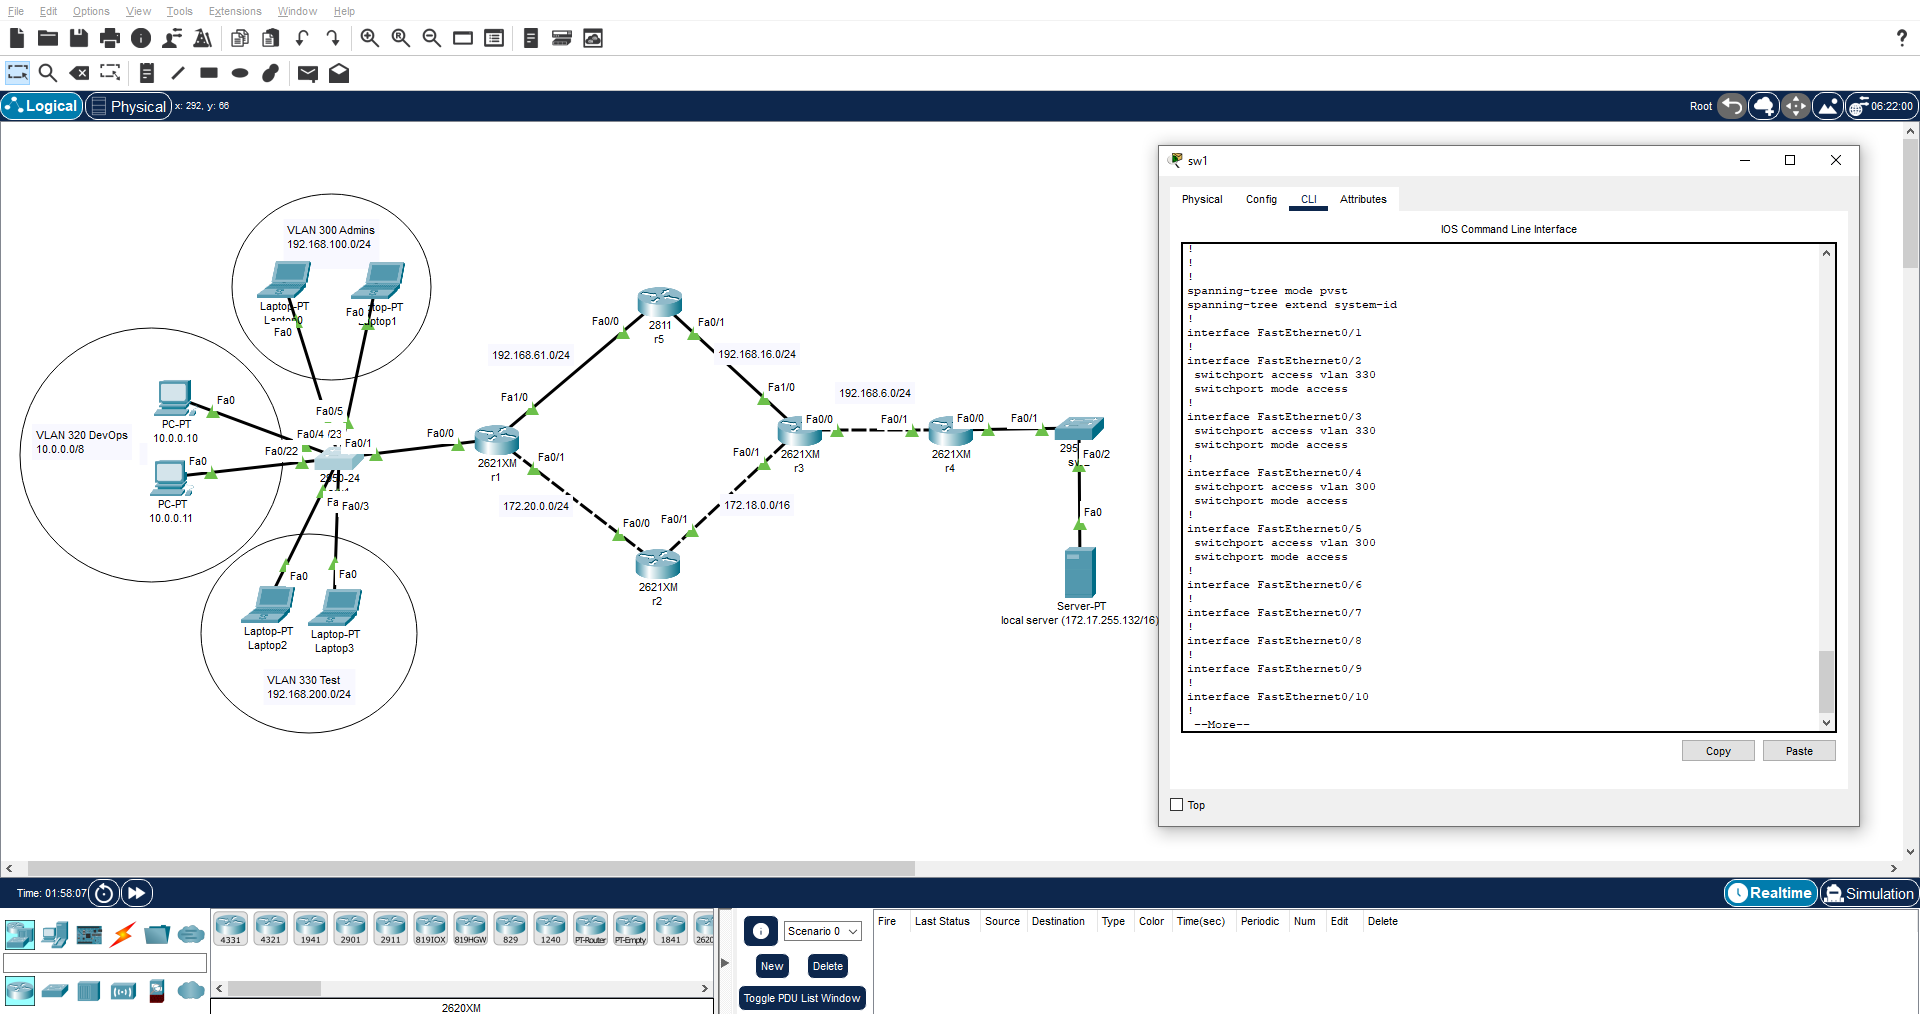 File Edit Options View Tools Extensions Window Help
?
Logical Physical x: 292, y: 66 Root 06:22:00
VLAN 300 Admins
192.168.100.0/24
Laptop-PT
Laptop0
Fa0
Fa0
top-PT
ptop1
VLAN 320 DevOps
10.0.0.0/8
Fa0
PC-PT
10.0.0.10
Fa0
PC-PT
10.0.0.11
Fa0/5
Fa0/4
/23
Fa0/1
Fa0/22
2950-24
Fa0/3
Fa0
Fa0
Laptop-PT
Laptop2
Laptop-PT
Laptop3
VLAN 330 Test
192.168.200.0/24
Fa0/0
Fa1/0
2621XM
r1
Fa0/1
192.168.61.0/24
Fa0/0
2811
r5
Fa0/1
192.168.16.0/24
Fa1/0
172.20.0.0/24
Fa0/0
2621XM
r2
Fa0/1
172.18.0.0/16
Fa0/1
2621XM
r3
Fa0/0
192.168.6.0/24
Fa0/1
2621XM
r4
Fa0/0
Fa0/1
295
Fa0/2
Fa0
Server-PT
local server (172.17.255.132/16)
sw1
Physical Config CLI Attributes
IOS Command Line Interface
!
!
!
spanning-tree mode pvst
spanning-tree extend system-id
!
interface FastEthernet0/1
!
interface FastEthernet0/2
switchport access vlan 330
switchport mode access
!
interface FastEthernet0/3
switchport access vlan 330
switchport mode access
!
interface FastEthernet0/4
switchport access vlan 300
switchport mode access
!
interface FastEthernet0/5
switchport access vlan 300
switchport mode access
!
interface FastEthernet0/6
!
interface FastEthernet0/7
!
interface FastEthernet0/8
!
interface FastEthernet0/9
!
interface FastEthernet0/10
!
--More--
Copy Paste
Top
Time: 01:58:07 Realtime Simulation
4331 4321 1941 2901 2911 819IOX 819HGW 829 1240 PT-Router PT-Empty 1841 2620
2620XM
Scenario 0
New Delete
Toggle PDU List Window
Fire Last Status Source Destination Type Color Time(sec) Periodic Num Edit Delete